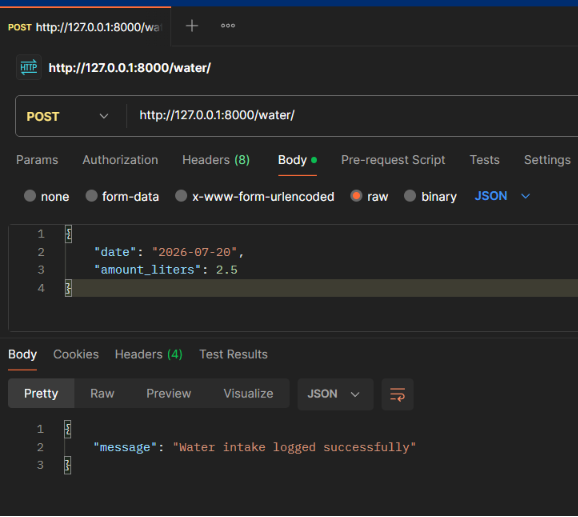 POST http://127.0.0.1:8000/wa
HTTP http://127.0.0.1:8000/water/
POST http://127.0.0.1:8000/water/
Params Authorization Headers (8) Body Pre-request Script Tests Settings
none form-data x-www-form-urlencoded raw binary JSON
1 {
2 "date": "2026-07-20",
3 "amount_liters": 2.5
4 }
Body Cookies Headers (4) Test Results
Pretty Raw Preview Visualize JSON
1 {
2 "message": "Water intake logged successfully"
3 }